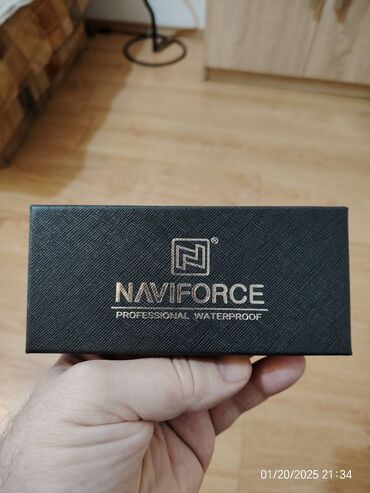 ®
NAVIFORCE
PROFESSIONAL WATERPROOF
01/20/2025 21:34